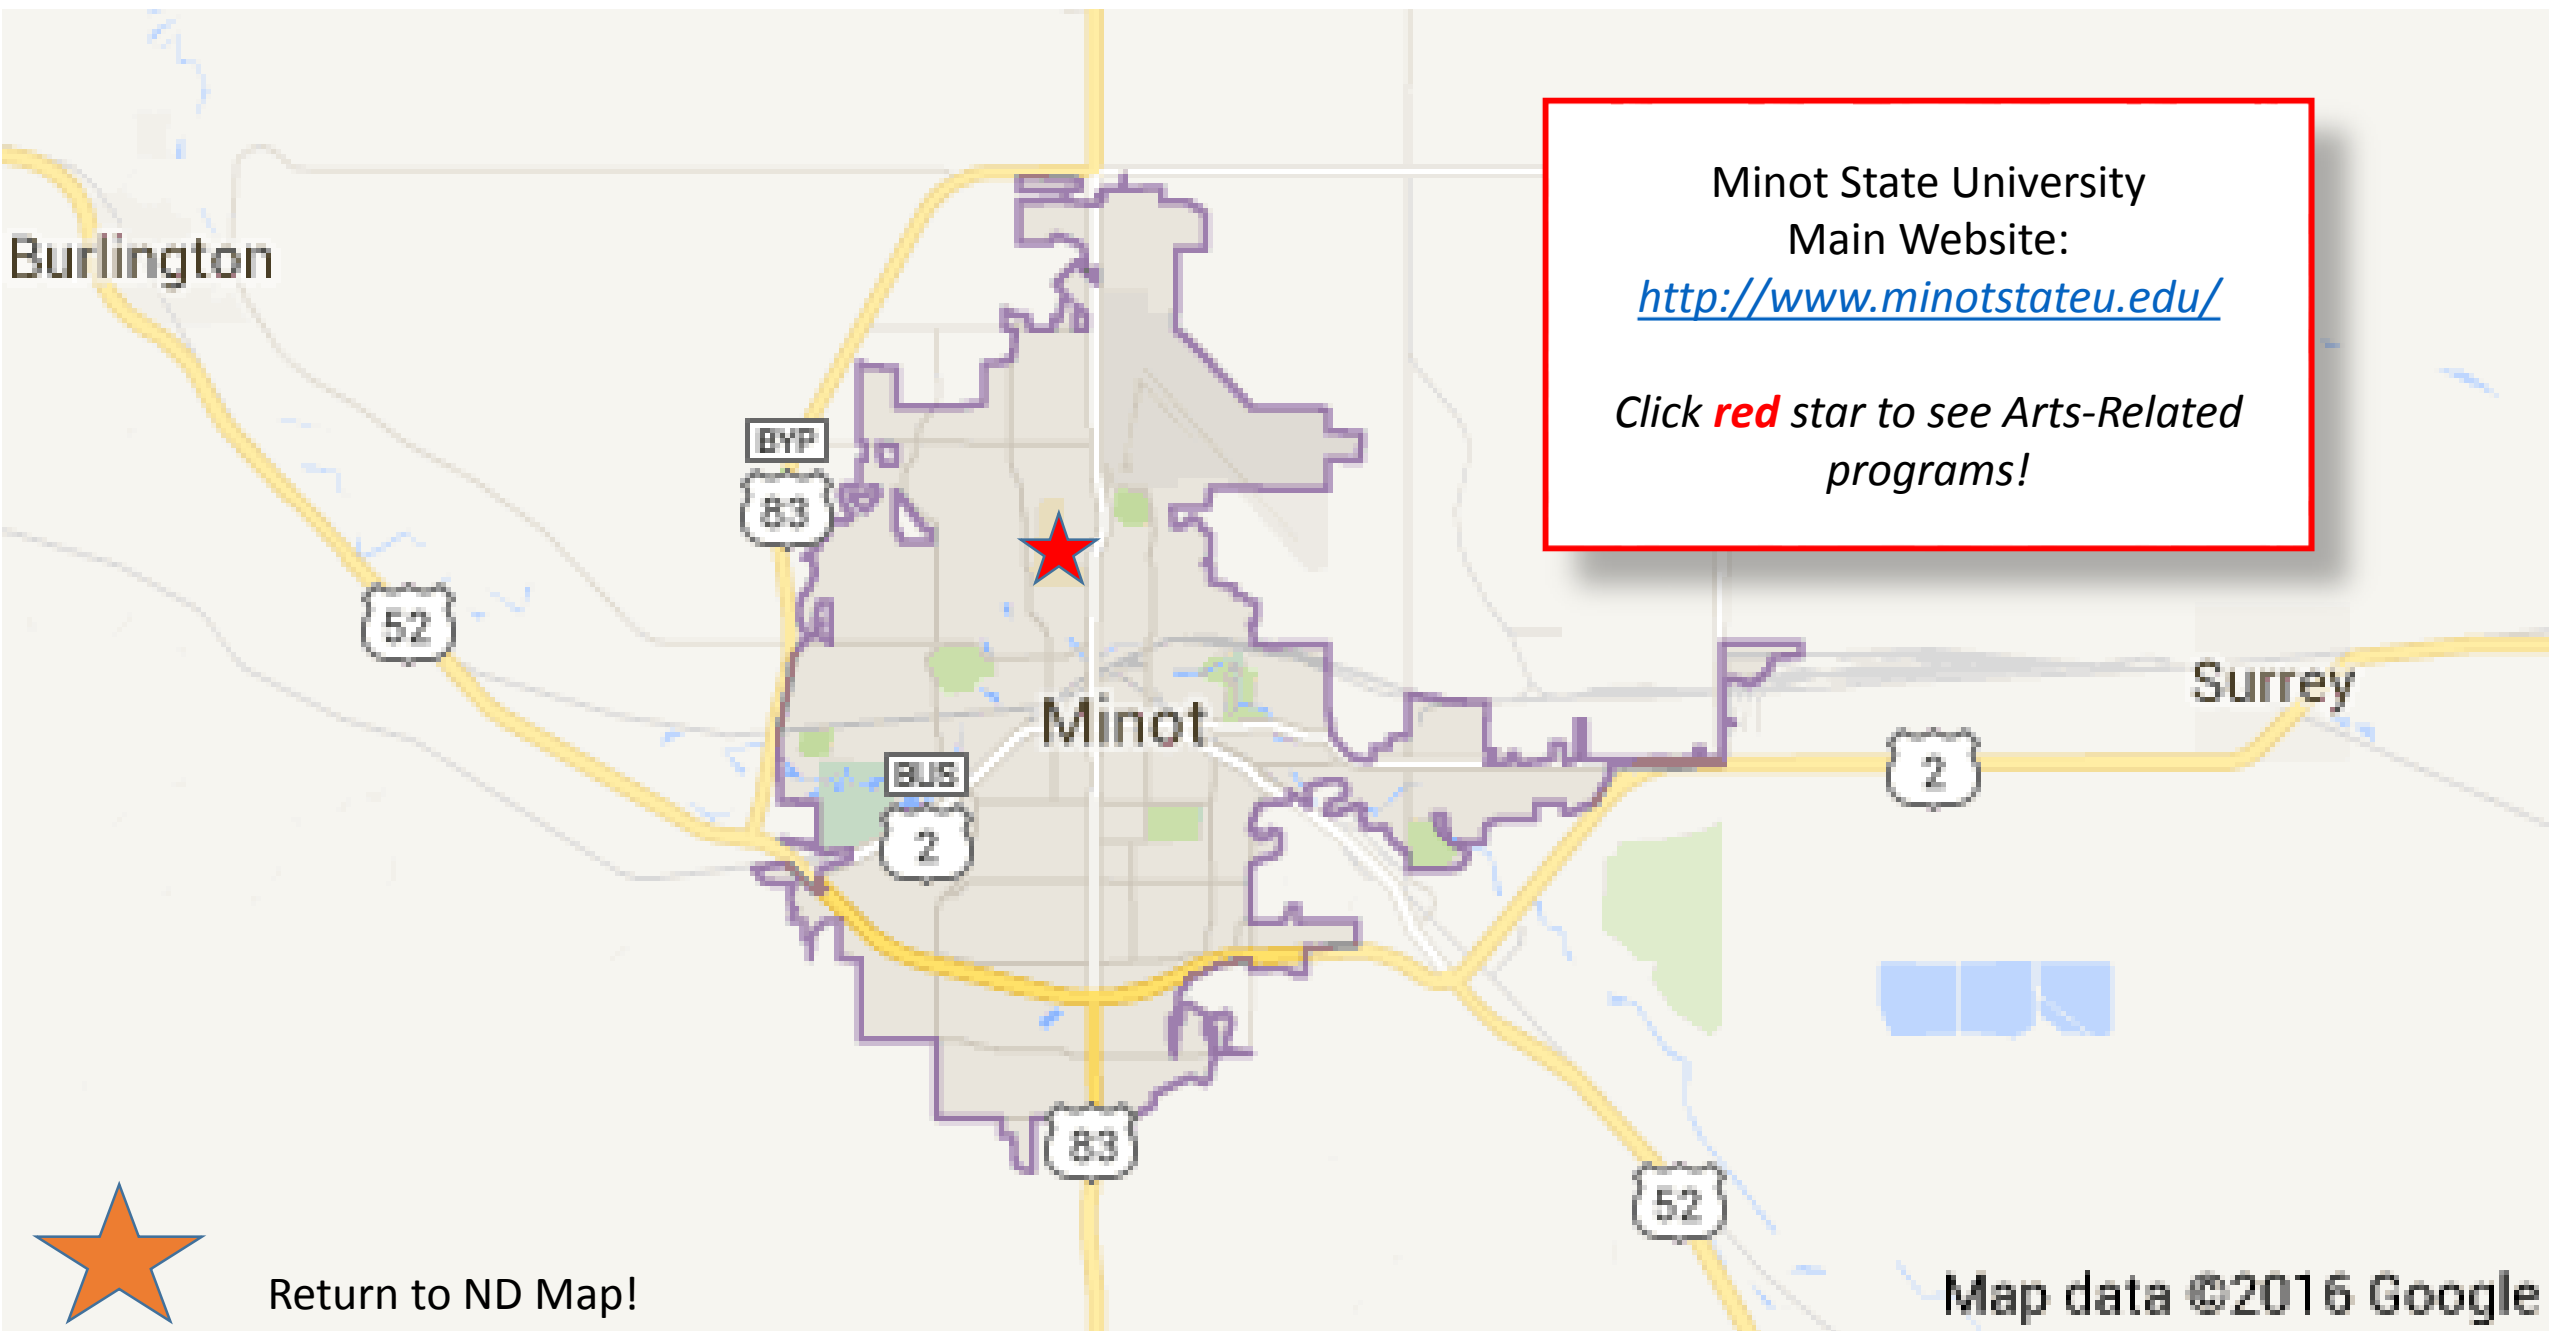 Minot State University
Main Website:
http://www.minotstateu.edu/
Click red star to see Arts-Related
programs!
Burlington
BYP
83
52
Surrey
Minot
BUS
2
2
83
52
Return to ND Map!
Map data ©2016 Google